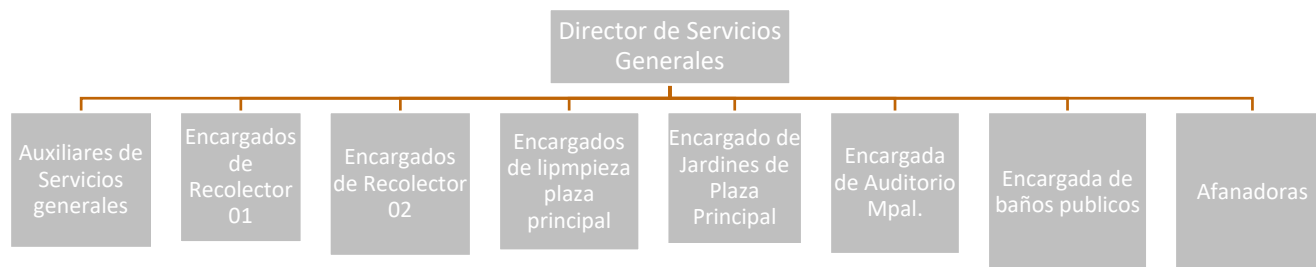 Director de Servicios
Generales
Auxiliares de
Servicios
generales
Encargados
de
Recolector
01
Encargados
de Recolector
02
Encargados
de lipmpieza
plaza
principal
Encargado de
Jardines de
Plaza
Principal
Encargada
de Auditorio
Mpal.
Encargada de
baños publicos
Afanadoras